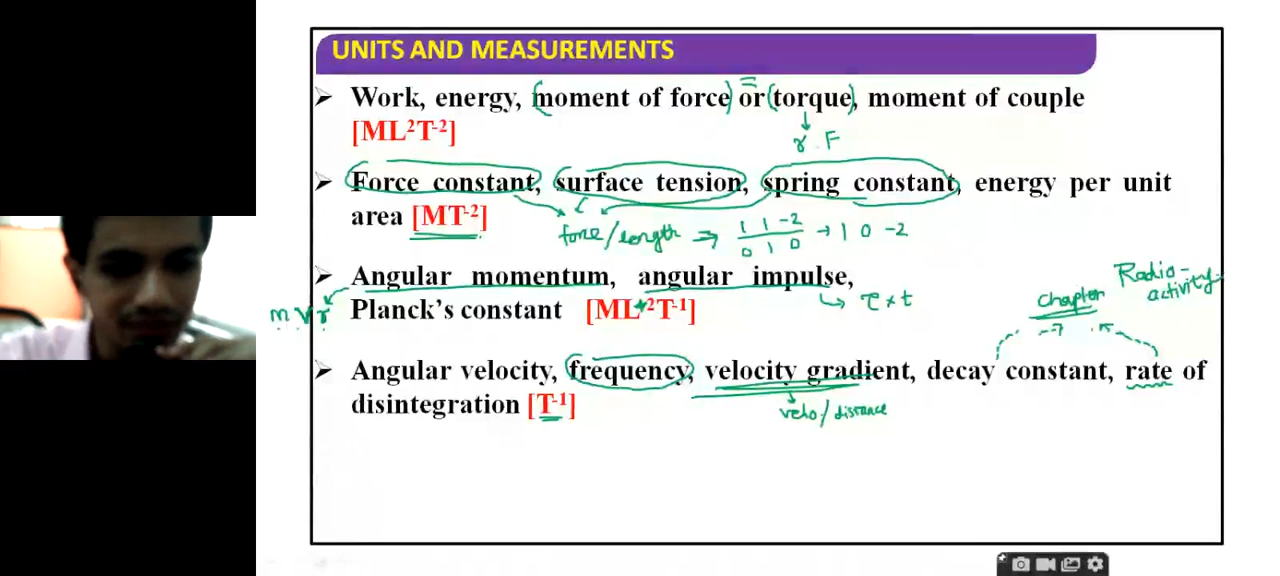 UNITS AND MEASUREMENTS
➢ Work, energy, (moment of force) or (torque), moment of couple
[ML²T⁻²]
r . F
➢ Force constant, surface tension, spring constant, energy per unit
area [MT⁻²]
force/length ⇒ 1 1 -2 → 1 0 -2
0 1 0
➢ Angular momentum, angular impulse,
Radio-
activity
chapter
m v r
Planck's constant [ML⁺²T⁻¹]
τ × t
➢ Angular velocity, frequency, velocity gradient, decay constant, rate of
disintegration [T⁻¹]
velo/distance